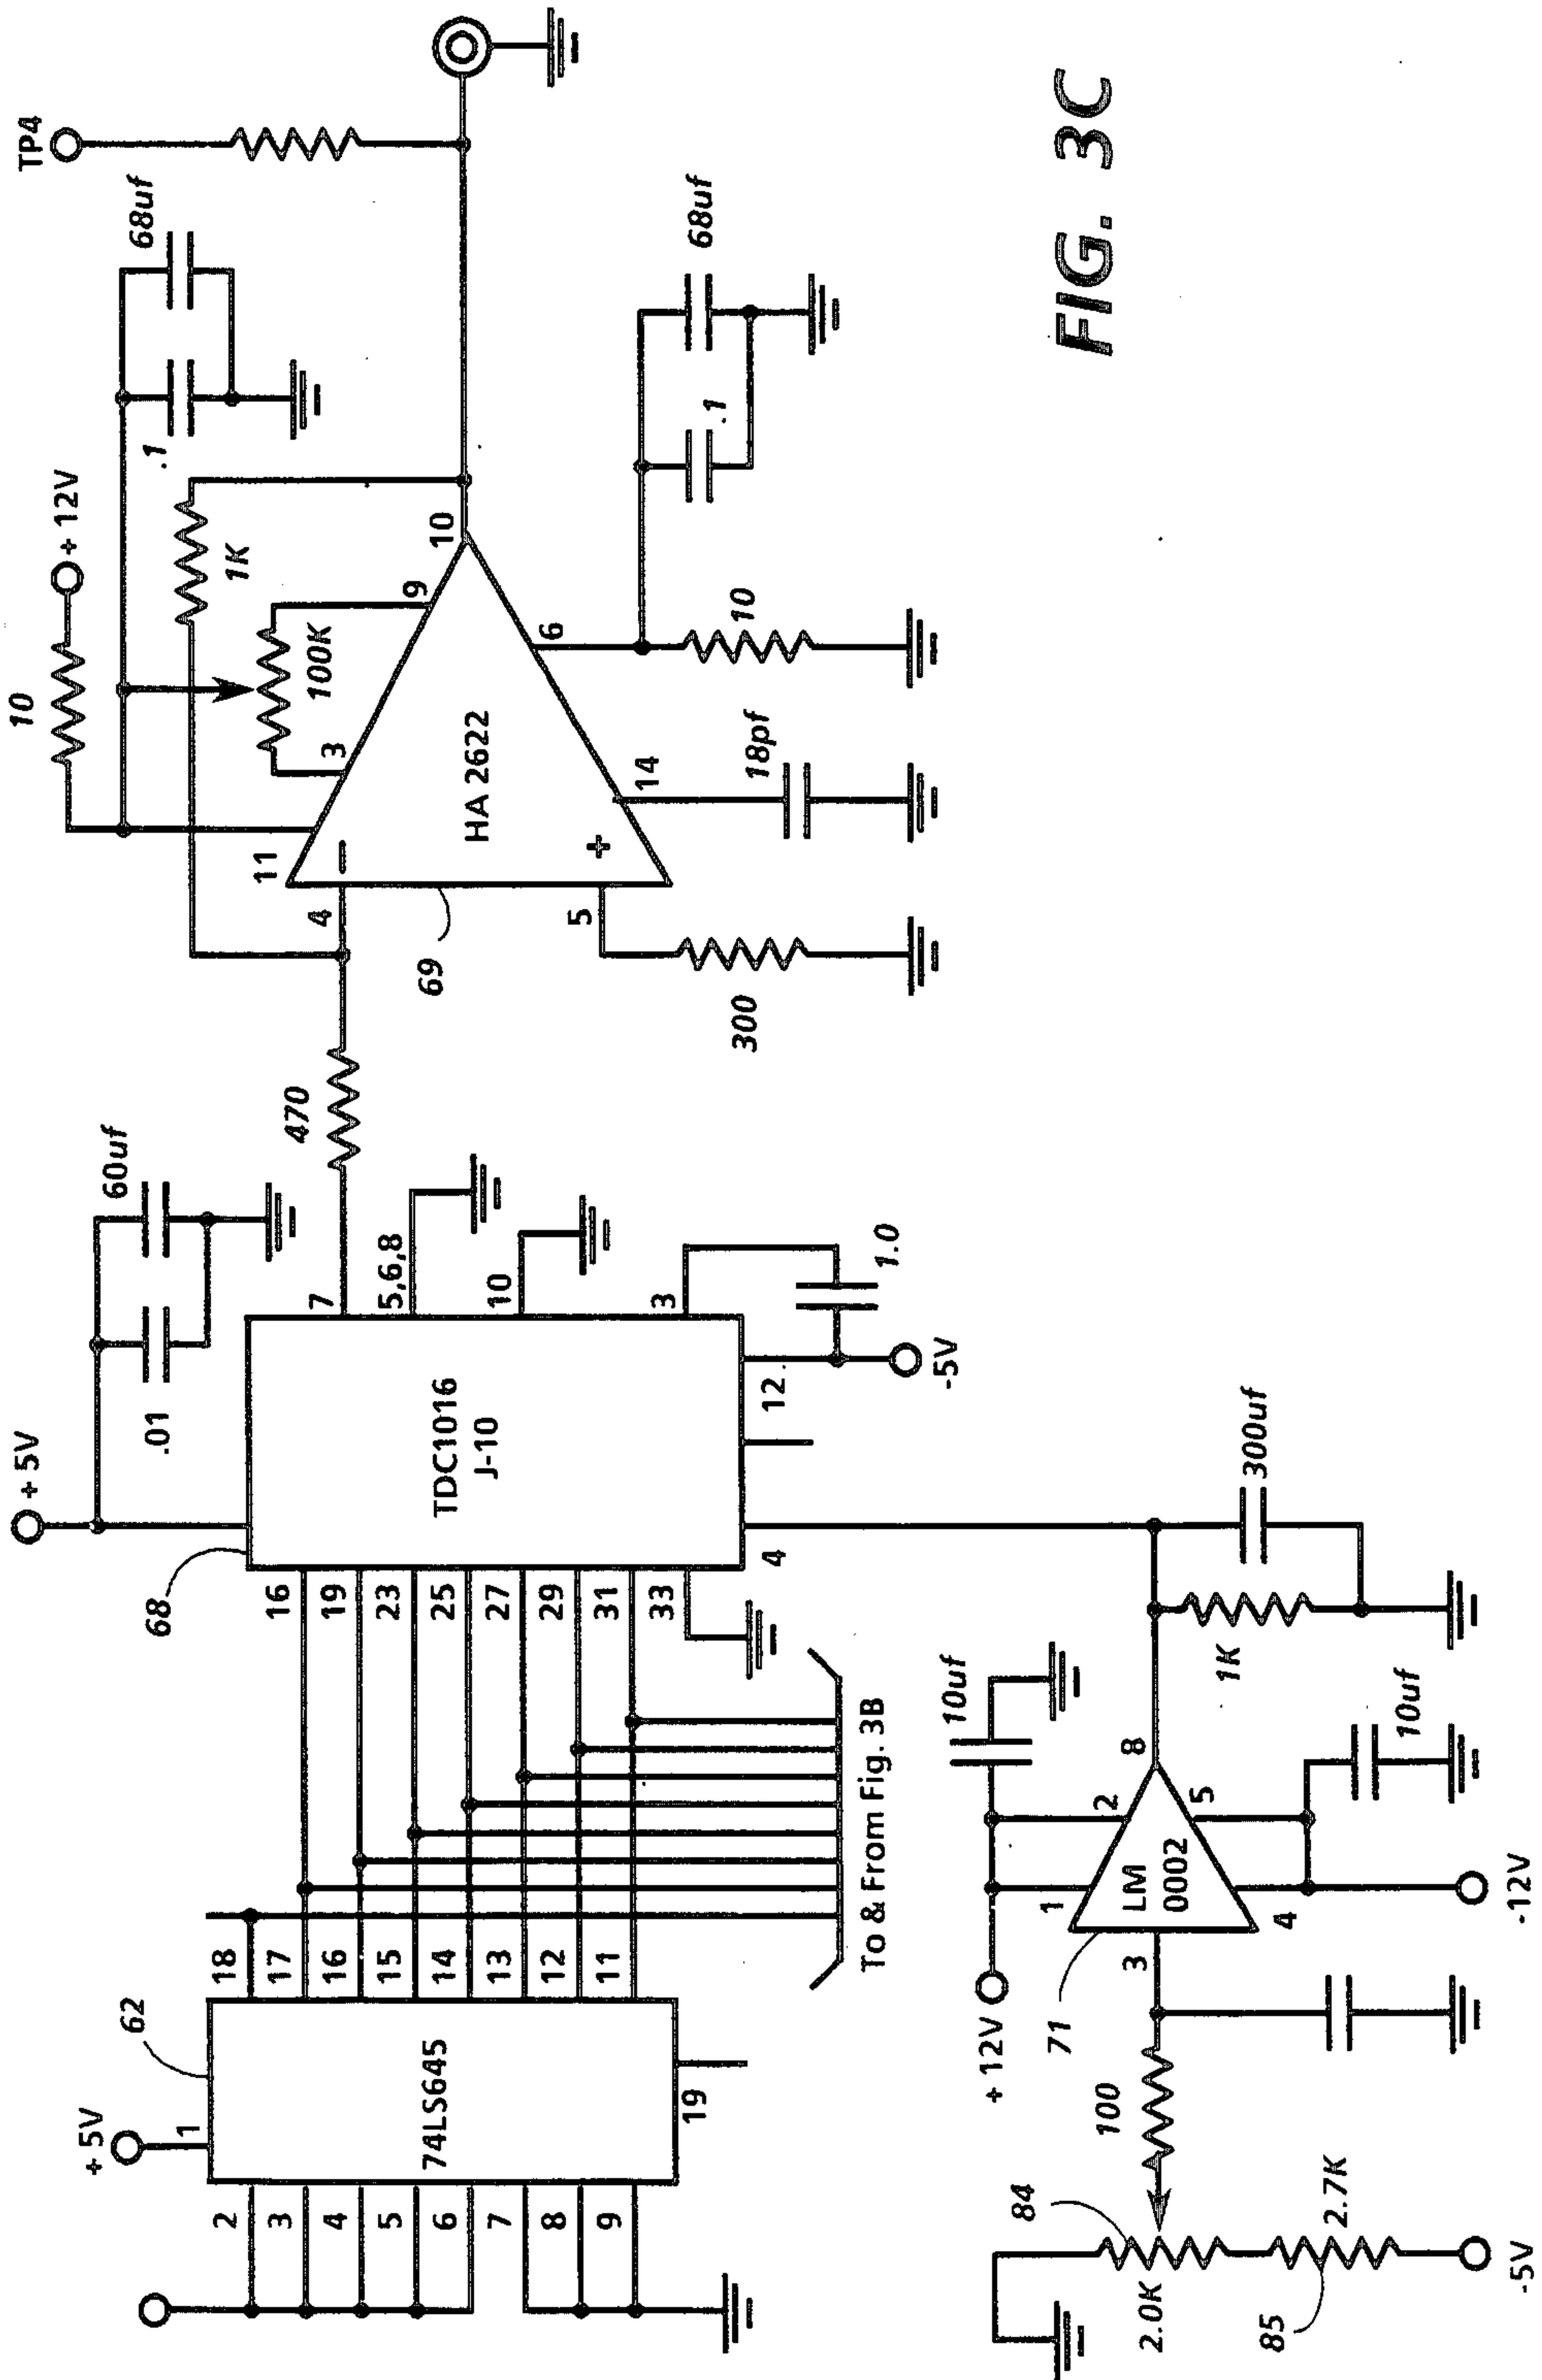 +5V
1
62
2
3
4
5
6
7
8
9
74LS645
18
17
16
15
14
13
12
11
19
To & From Fig. 3B
+5V
.01
60uf
68
16
19
23
25
27
29
31
33
TDC1016
J-10
7
5,6,8
10
3
12.
4
1.0
-5V
470
10
+12V
.1
68uf
TP4
1K
100K
11
3
9
10
4
5
69
HA 2622
−
+
14
6
300
18pf
10
.1
68uf
84
2.0K
85
2.7K
-5V
100
71
+12V
3
1
2
LM
0002
8
4
5
10uf
10uf
-12V
1K
300uf
FIG. 3C